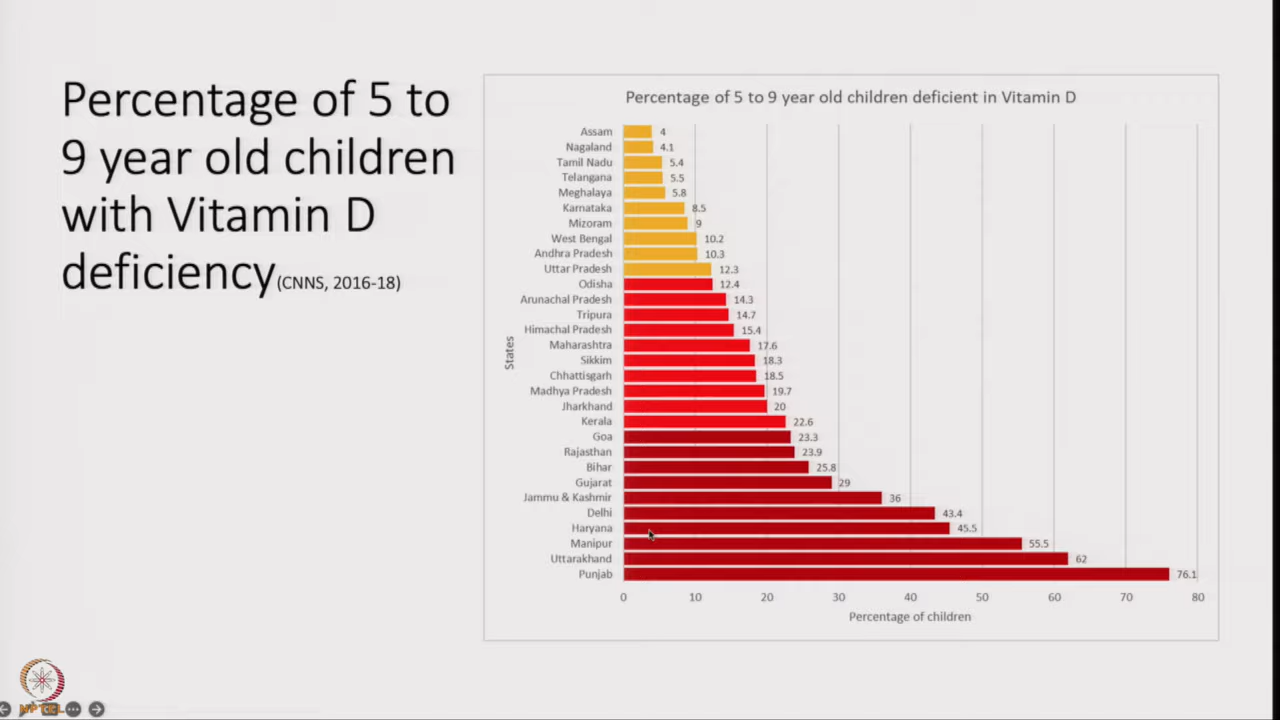 Percentage of 5 to
9 year old children
with Vitamin D
deficiency(CNNS, 2016-18)
Percentage of 5 to 9 year old children deficient in Vitamin D
States
Assam 4
Nagaland 4.1
Tamil Nadu 5.4
Telangana 5.5
Meghalaya 5.8
Karnataka 8.5
Mizoram 9
West Bengal 10.2
Andhra Pradesh 10.3
Uttar Pradesh 12.3
Odisha 12.4
Arunachal Pradesh 14.3
Tripura 14.7
Himachal Pradesh 15.4
Maharashtra 17.6
Sikkim 18.3
Chhattisgarh 18.5
Madhya Pradesh 19.7
Jharkhand 20
Kerala 22.6
Goa 23.3
Rajasthan 23.9
Bihar 25.8
Gujarat 29
Jammu & Kashmir 36
Delhi 43.4
Haryana 45.5
Manipur 55.5
Uttarakhand 62
Punjab 76.1
0 10 20 30 40 50 60 70 80
Percentage of children